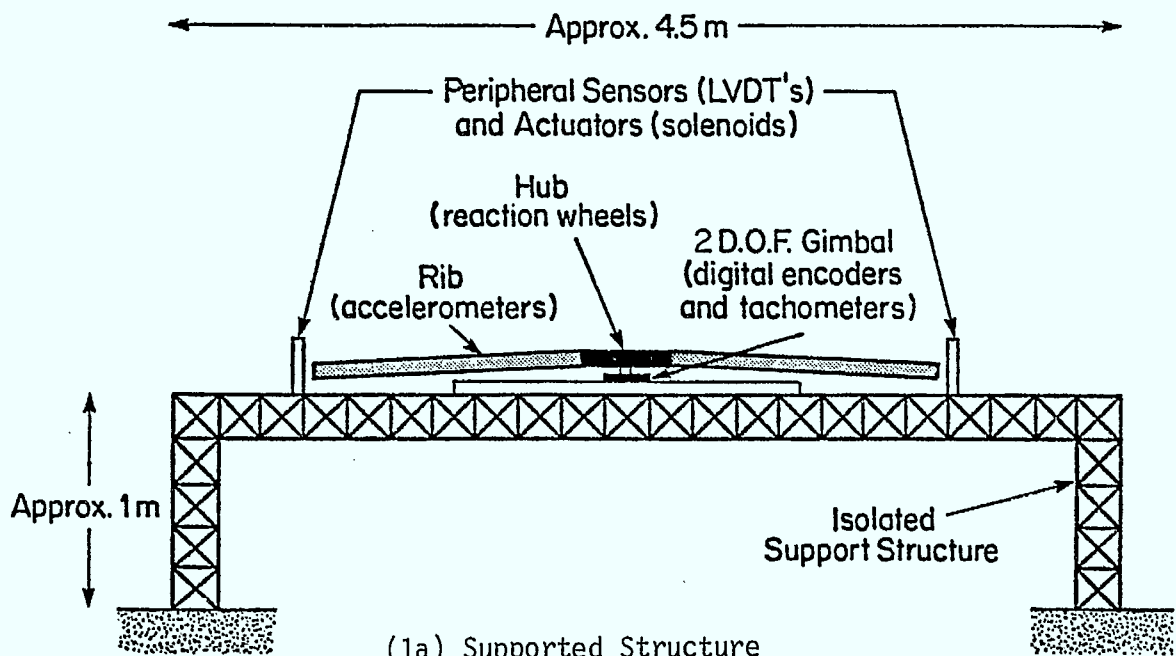 Approx. 4.5 m
Peripheral Sensors (LVDT's)
and Actuators (solenoids)
Hub
(reaction wheels)
2 D.O.F. Gimbal
(digital encoders
and tachometers)
Rib
(accelerometers)
Approx. 1 m
Isolated
Support Structure
(1a) Supported Structure